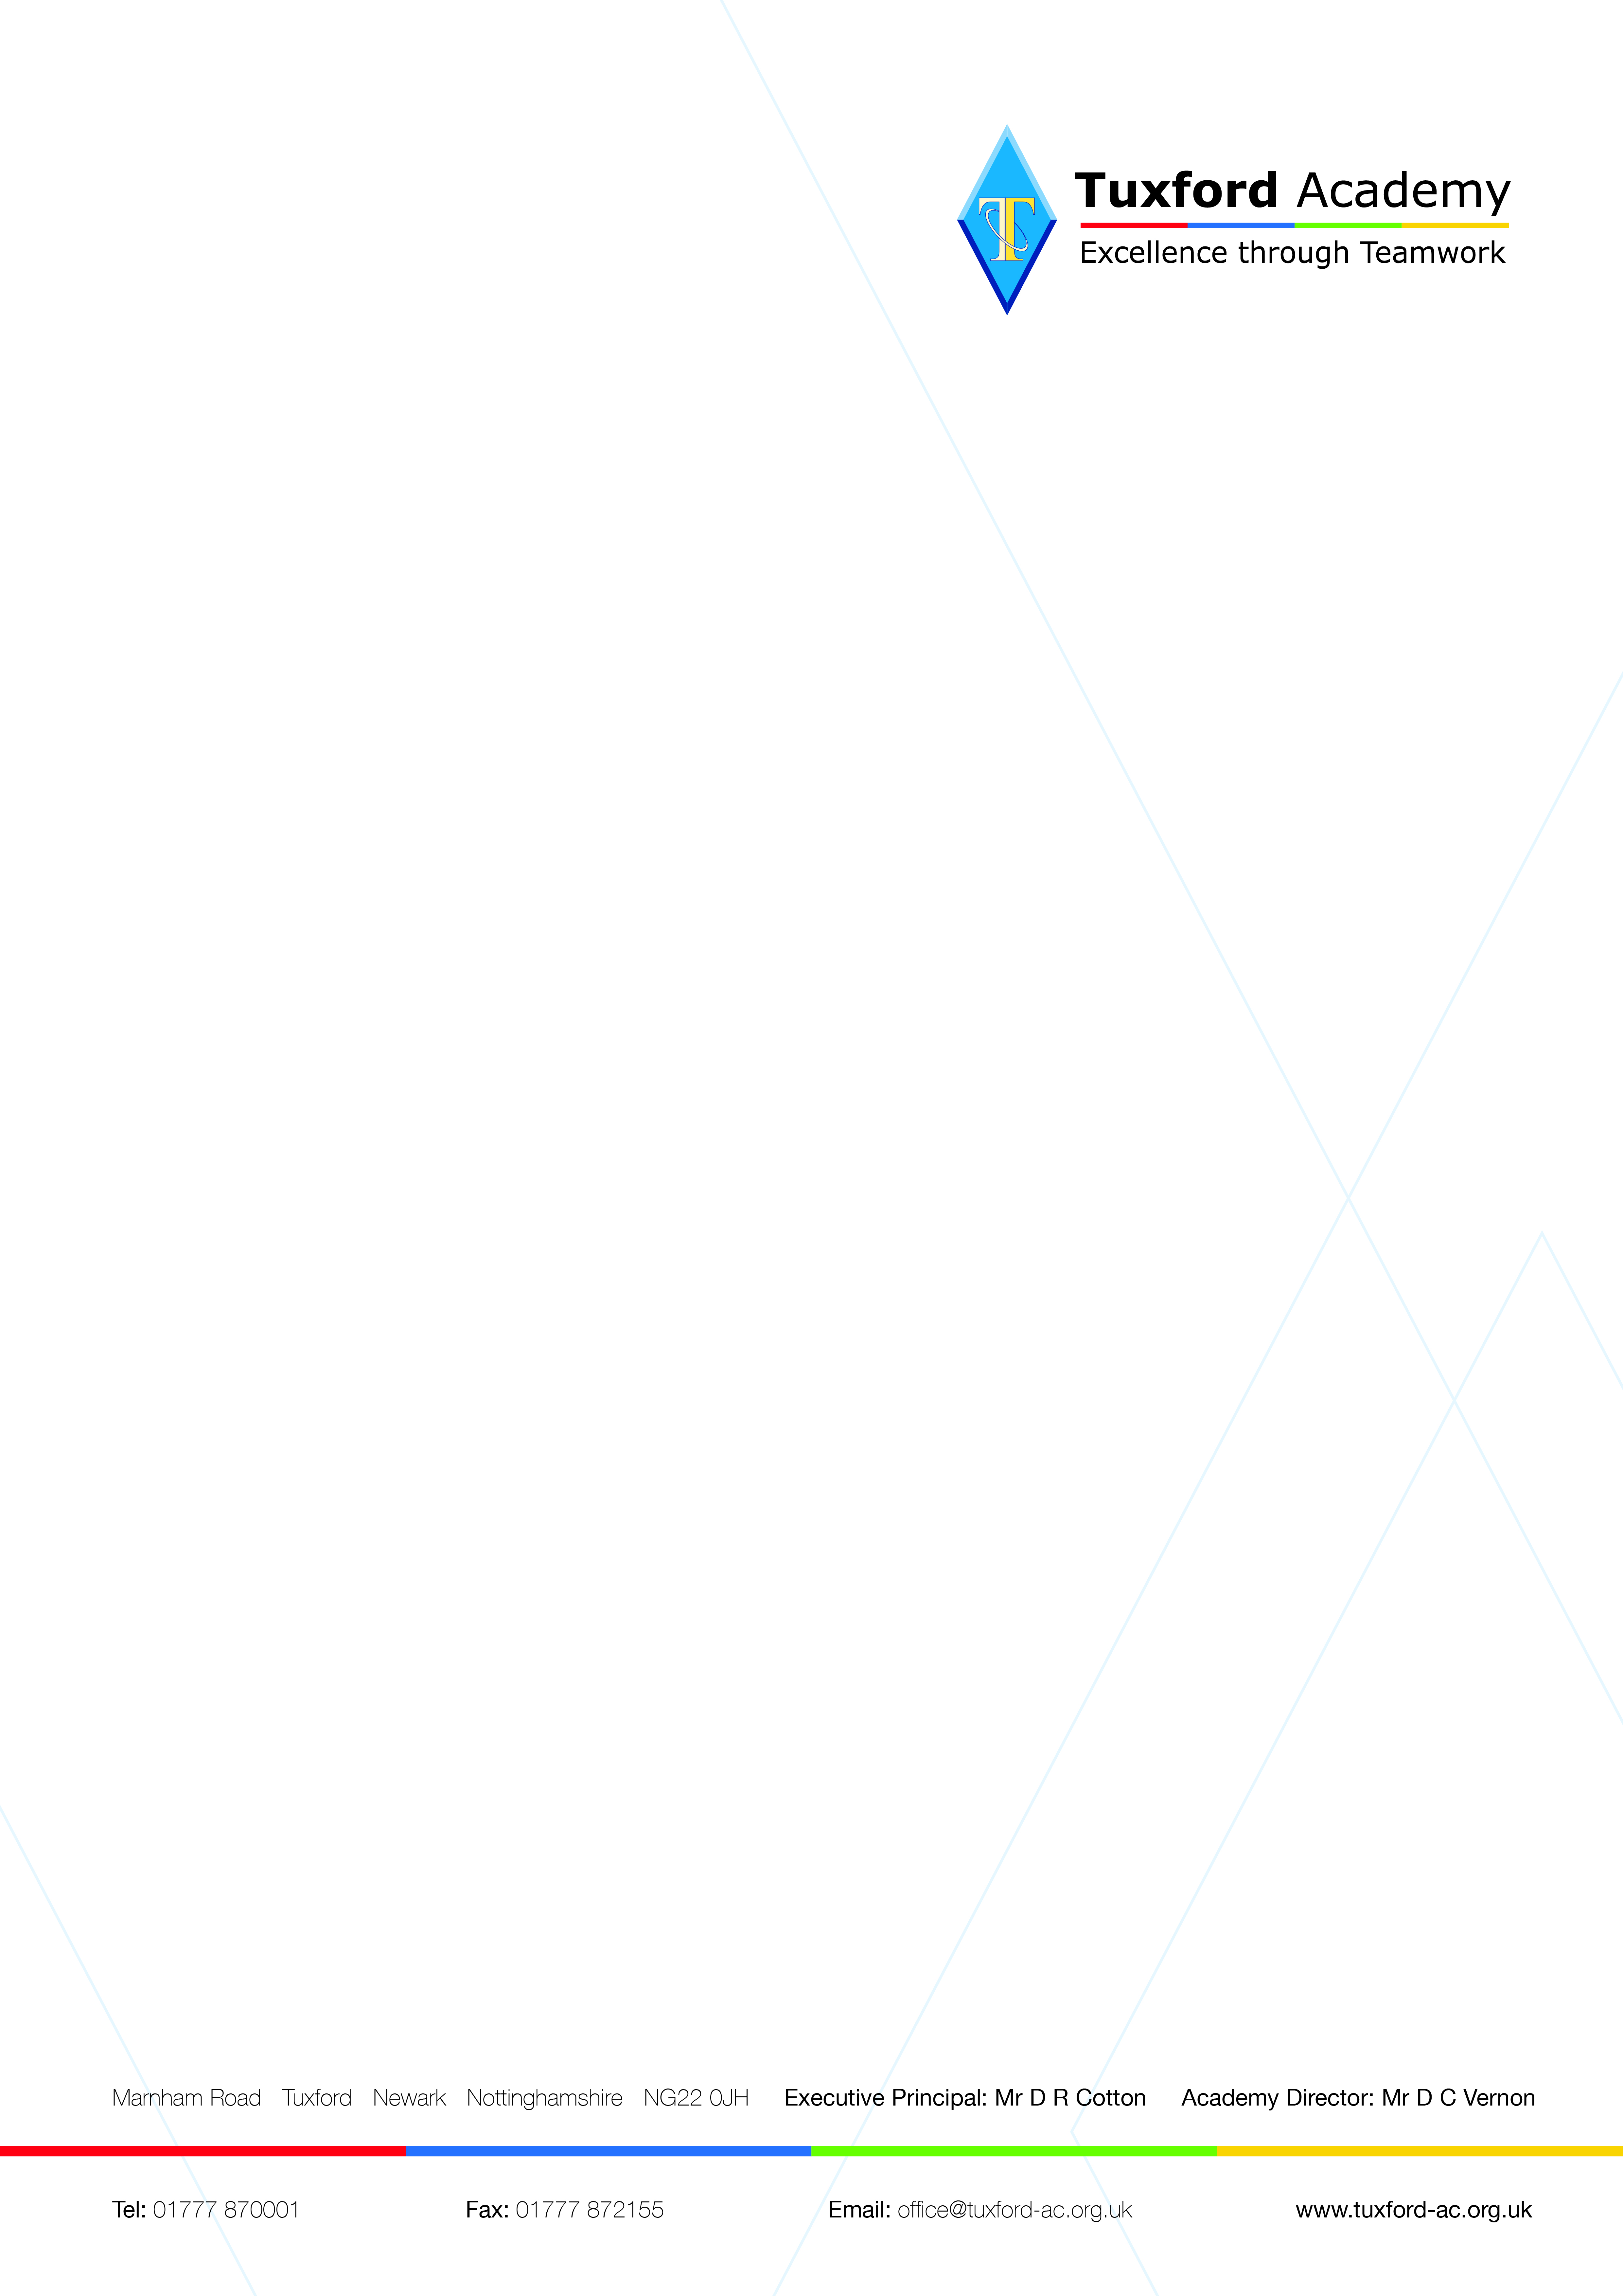 Tuxford Academy
Excellence through Teamwork
Marnham Road Tuxford Newark Nottinghamshire NG22 0JH Executive Principal: Mr D R Cotton Academy Director: Mr D C Vernon
Tel: 01777 870001 Fax: 01777 872155 Email: office@tuxford-ac.org.uk www.tuxford-ac.org.uk